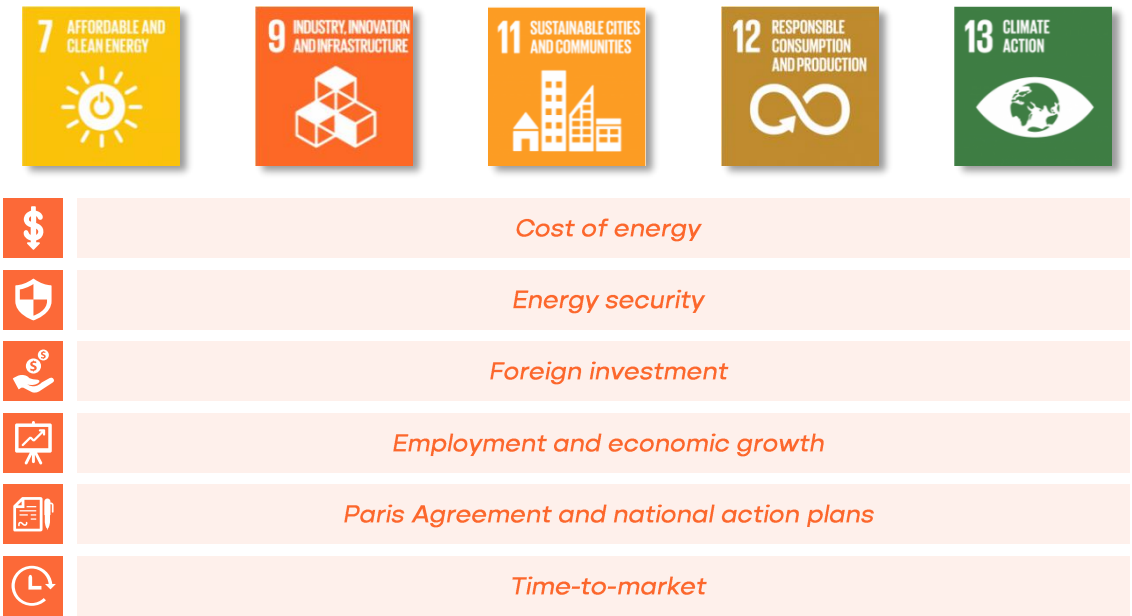 7 AFFORDABLE AND
CLEAN ENERGY
9 INDUSTRY, INNOVATION
AND INFRASTRUCTURE
11 SUSTAINABLE CITIES
AND COMMUNITIES
12 RESPONSIBLE
CONSUMPTION
AND PRODUCTION
13 CLIMATE
ACTION
$
Cost of energy
Energy security
$
$
Foreign investment
Employment and economic growth
Paris Agreement and national action plans
Time-to-market